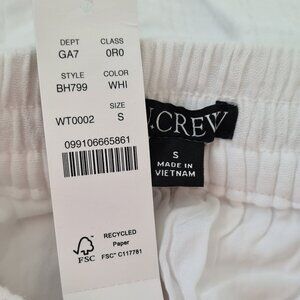 DEPT CLASS
GA7 0R0
STYLE COLOR
BH799 WHI
SIZE
WT0002 S
099106665861
RECYCLED
Paper
FSC FSC™ C117781
J.CREW
S
MADE IN
VIETNAM